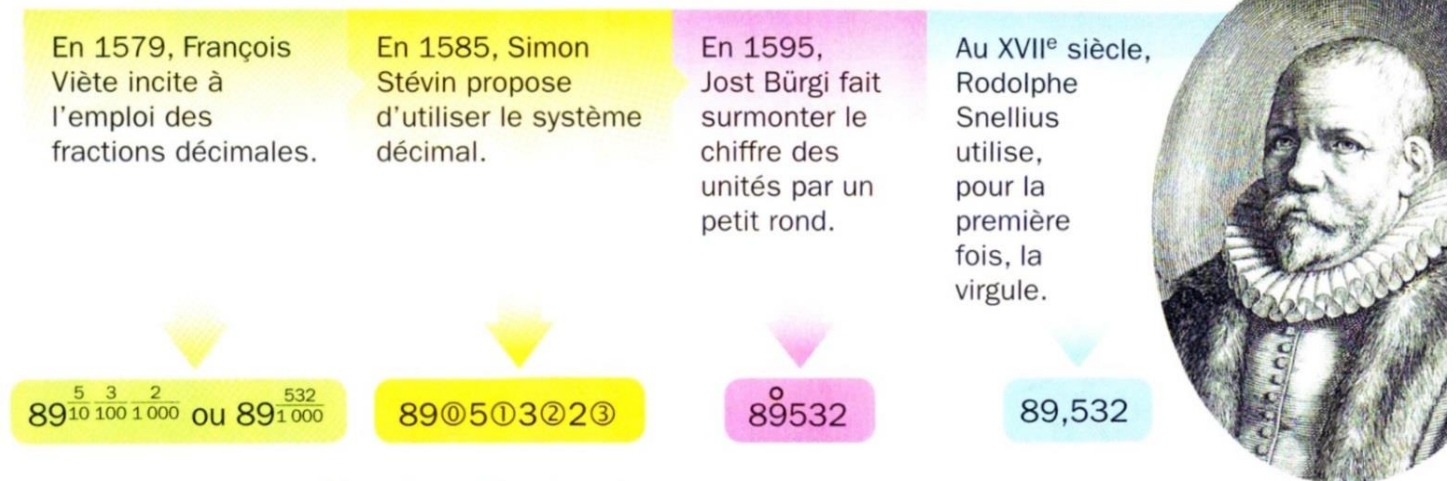 En 1579, François
Viète incite à
l'emploi des
fractions décimales.
En 1585, Simon
Stévin propose
d'utiliser le système
décimal.
En 1595,
Jost Bürgi fait
surmonter le
chiffre des
unités par un
petit rond.
Au XVIIᵉ siècle,
Rodolphe
Snellius
utilise,
pour la
première
fois, la
virgule.
89 5/10 3/100 2/1 000 ou 89 532/1 000
89⓪5①3②2③
89̊532
89,532